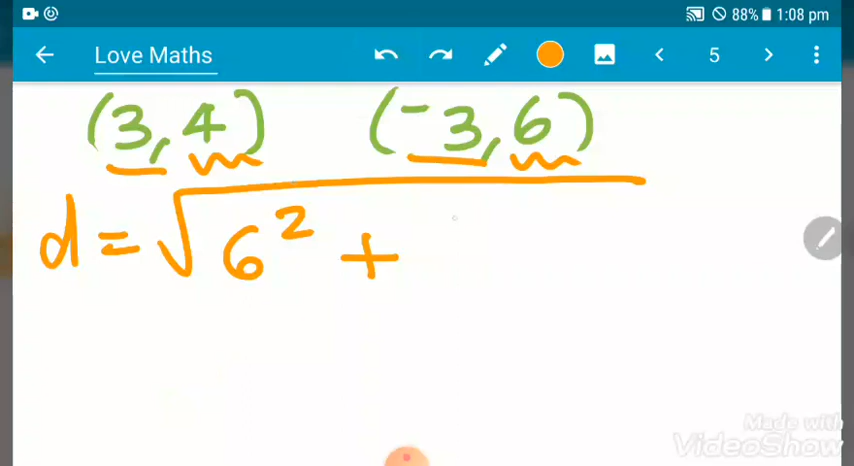 88% 1:08 pm
Love Maths 5
(3, 4) (-3, 6)
d = √6² +
Made with
VideoShow